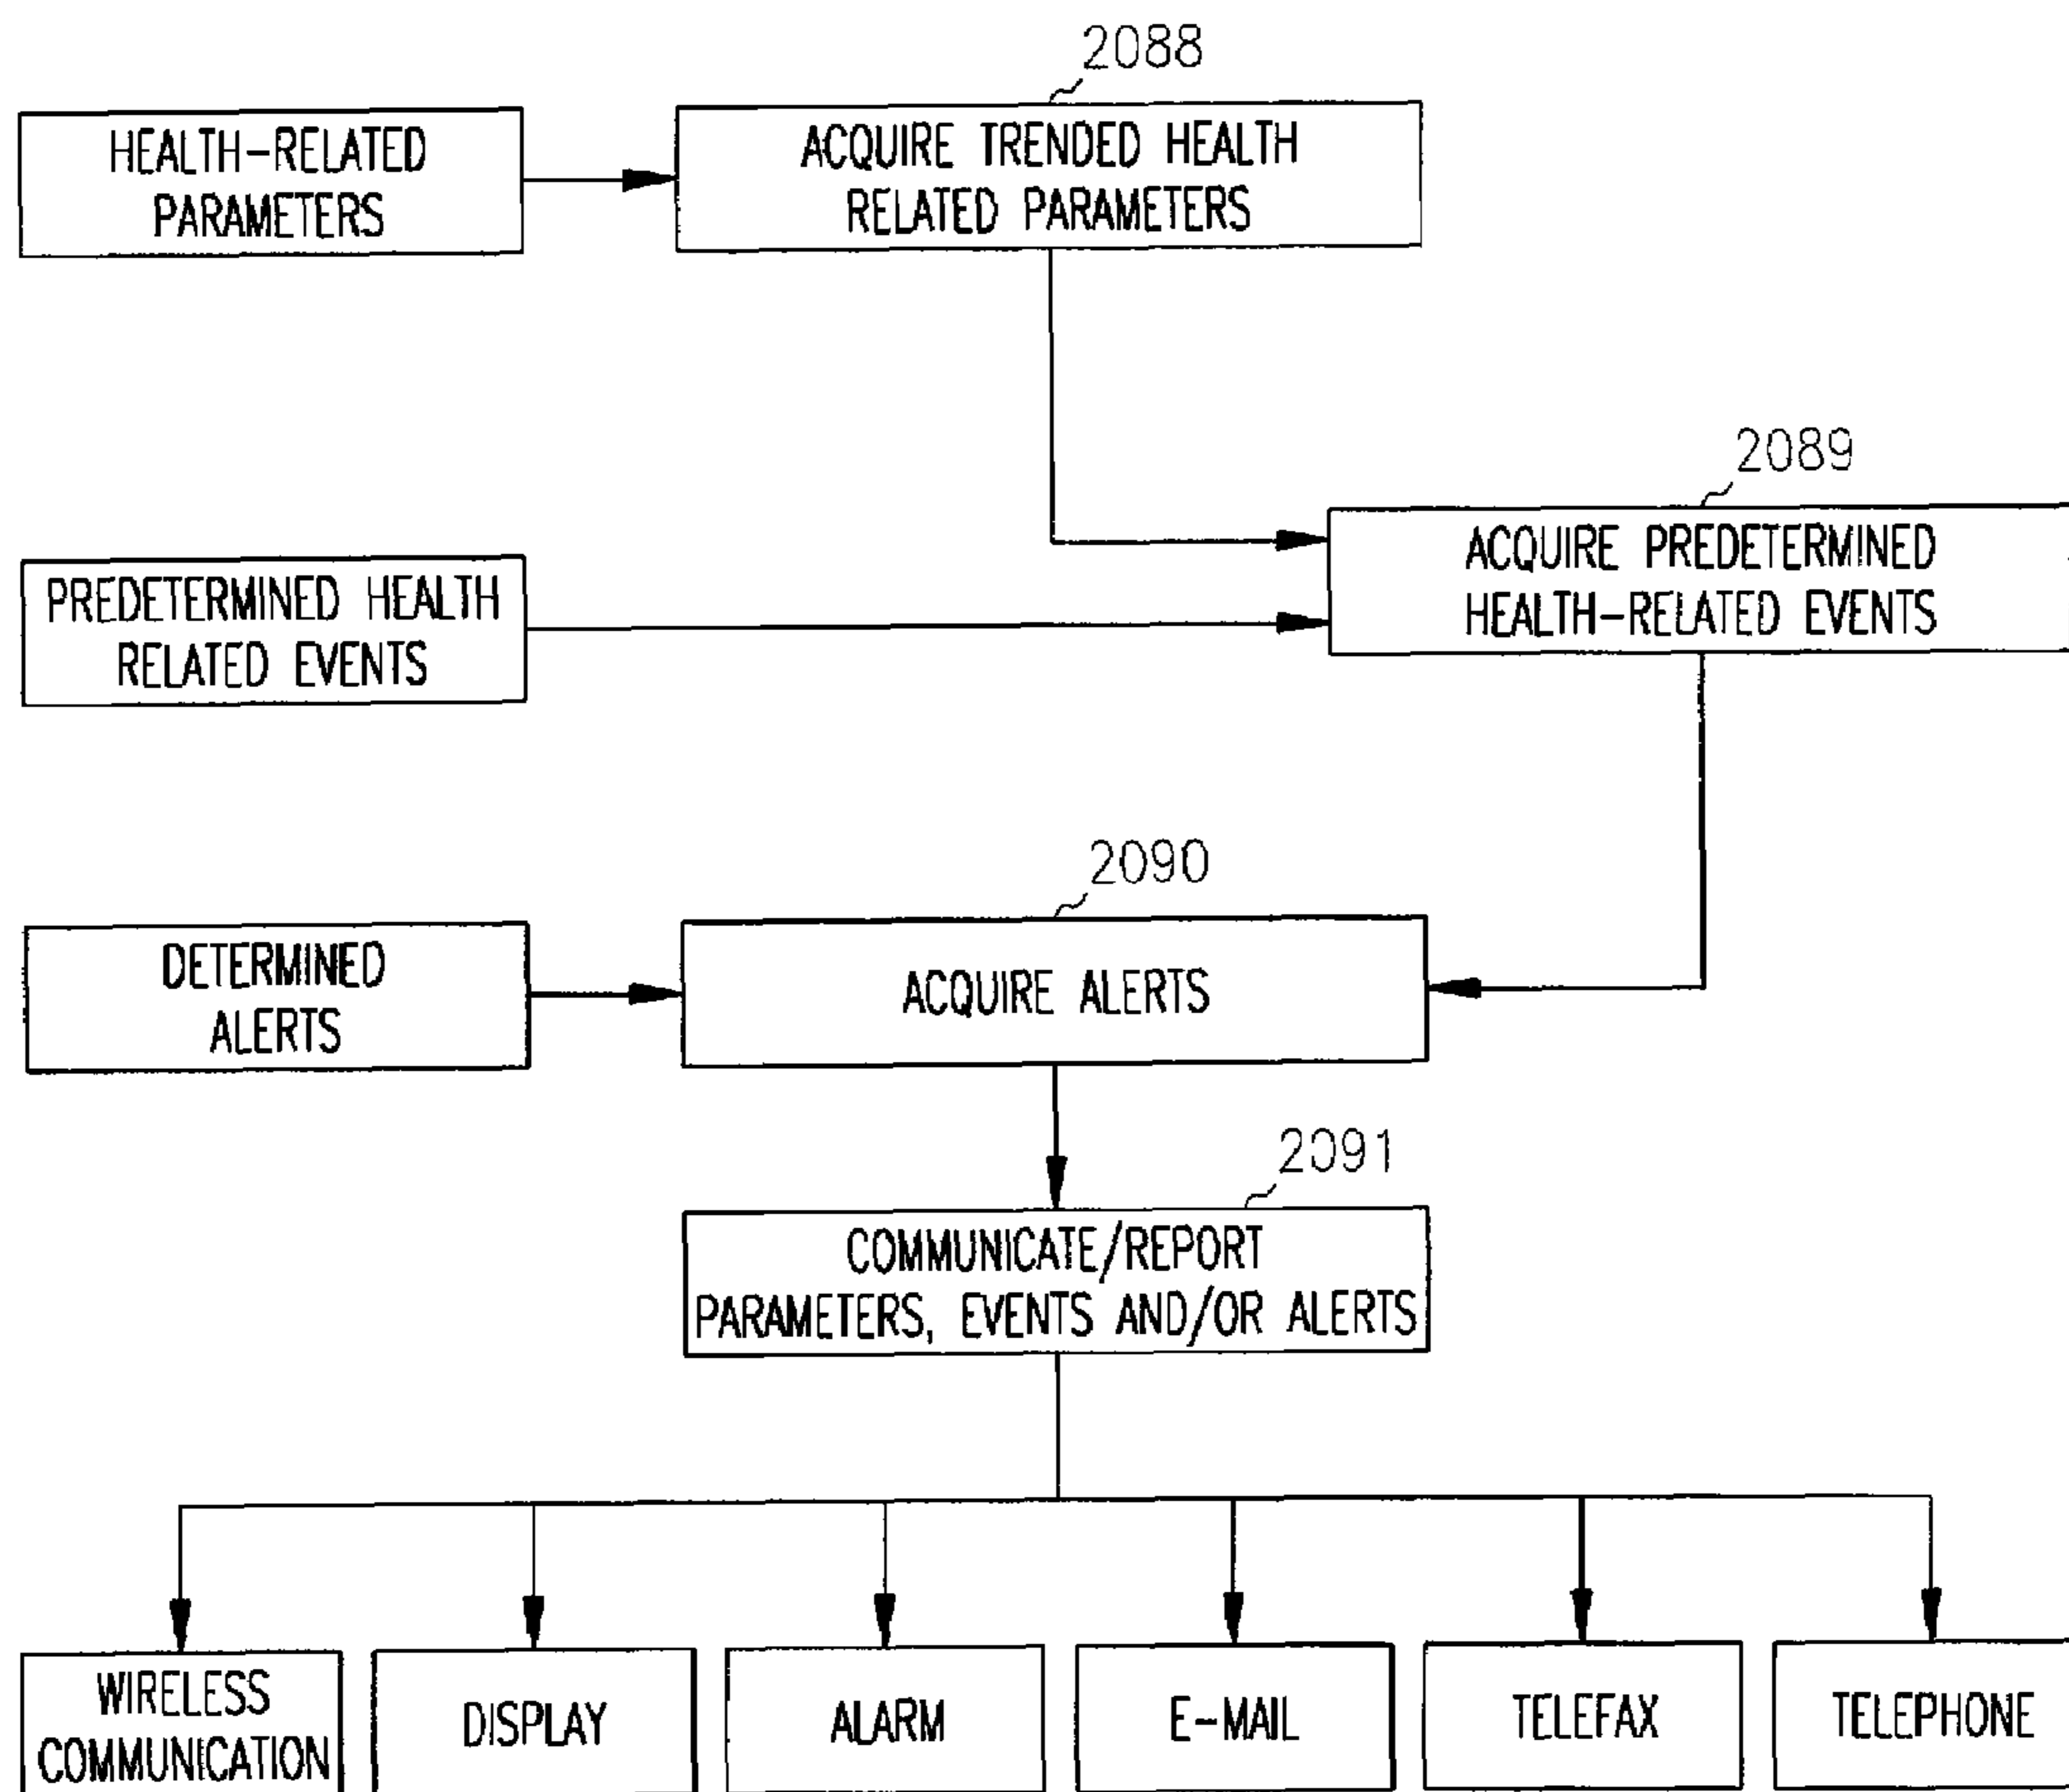 2088
HEALTH-RELATED
PARAMETERS
ACQUIRE TRENDED HEALTH
RELATED PARAMETERS
2089
PREDETERMINED HEALTH
RELATED EVENTS
ACQUIRE PREDETERMINED
HEALTH-RELATED EVENTS
2090
DETERMINED
ALERTS
ACQUIRE ALERTS
2091
COMMUNICATE/REPORT
PARAMETERS, EVENTS AND/OR ALERTS
WIRELESS
COMMUNICATION
DISPLAY
ALARM
E-MAIL
TELEFAX
TELEPHONE